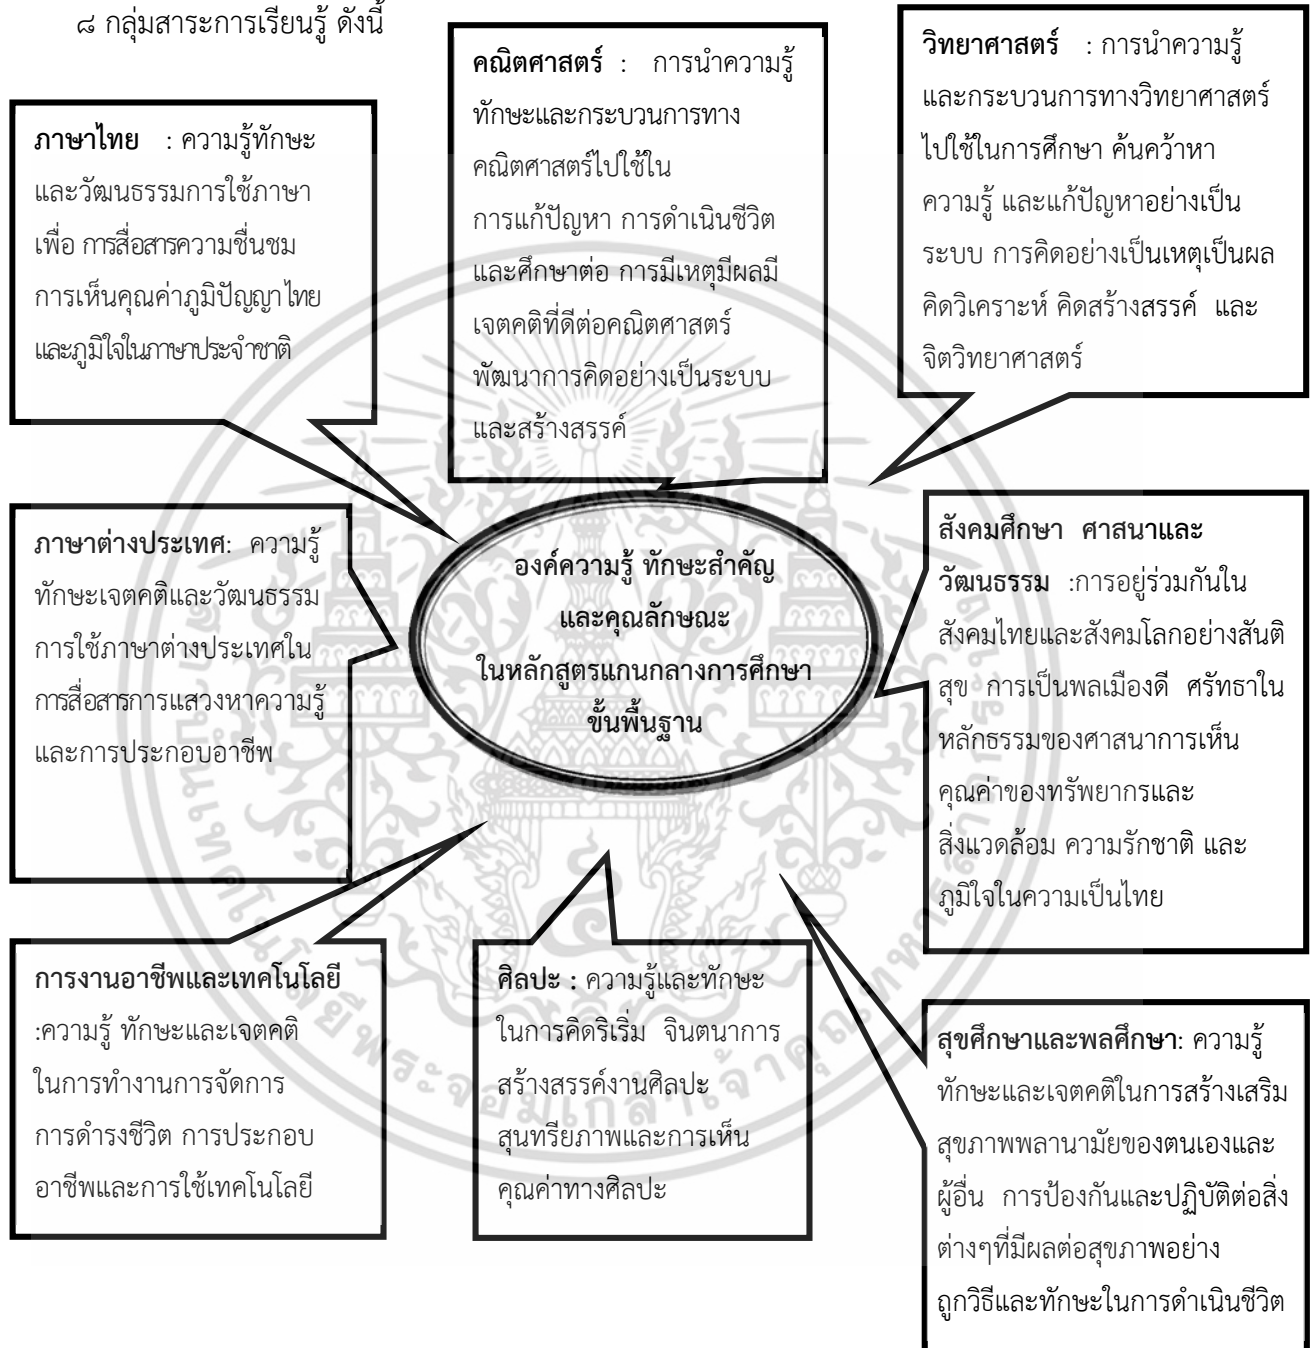 ๘ กลุ่มสาระการเรียนรู้ ดังนี้
ภาษาไทย : ความรู้ทักษะ
และวัฒนธรรมการใช้ภาษา
เพื่อ การสื่อสารความชื่นชม
การเห็นคุณค่าภูมิปัญญาไทย
และภูมิใจในภาษาประจำชาติ
คณิตศาสตร์ : การนำความรู้
ทักษะและกระบวนการทาง
คณิตศาสตร์ไปใช้ใน
การแก้ปัญหา การดำเนินชีวิต
และศึกษาต่อ การมีเหตุมีผลมี
เจตคติที่ดีต่อคณิตศาสตร์
พัฒนาการคิดอย่างเป็นระบบ
และสร้างสรรค์
วิทยาศาสตร์ : การนำความรู้
และกระบวนการทางวิทยาศาสตร์
ไปใช้ในการศึกษา ค้นคว้าหา
ความรู้ และแก้ปัญหาอย่างเป็น
ระบบ การคิดอย่างเป็นเหตุเป็นผล
คิดวิเคราะห์ คิดสร้างสรรค์ และ
จิตวิทยาศาสตร์
ภาษาต่างประเทศ: ความรู้
ทักษะเจตคติและวัฒนธรรม
การใช้ภาษาต่างประเทศใน
การสื่อสารการแสวงหาความรู้
และการประกอบอาชีพ
องค์ความรู้ ทักษะสำคัญ
และคุณลักษณะ
ในหลักสูตรแกนกลางการศึกษา
ขั้นพื้นฐาน
สังคมศึกษา ศาสนาและ
วัฒนธรรม :การอยู่ร่วมกันใน
สังคมไทยและสังคมโลกอย่างสันติ
สุข การเป็นพลเมืองดี ศรัทธาใน
หลักธรรมของศาสนาการเห็น
คุณค่าของทรัพยากรและ
สิ่งแวดล้อม ความรักชาติ และ
ภูมิใจในความเป็นไทย
การงานอาชีพและเทคโนโลยี
:ความรู้ ทักษะและเจตคติ
ในการทำงานการจัดการ
การดำรงชีวิต การประกอบ
อาชีพและการใช้เทคโนโลยี
ศิลปะ : ความรู้และทักษะ
ในการคิดริเริ่ม จินตนาการ
สร้างสรรค์งานศิลปะ
สุนทรียภาพและการเห็น
คุณค่าทางศิลปะ
สุขศึกษาและพลศึกษา: ความรู้
ทักษะและเจตคติในการสร้างเสริม
สุขภาพพลานามัยของตนเองและ
ผู้อื่น การป้องกันและปฏิบัติต่อสิ่ง
ต่างๆที่มีผลต่อสุขภาพอย่าง
ถูกวิธีและทักษะในการดำเนินชีวิต